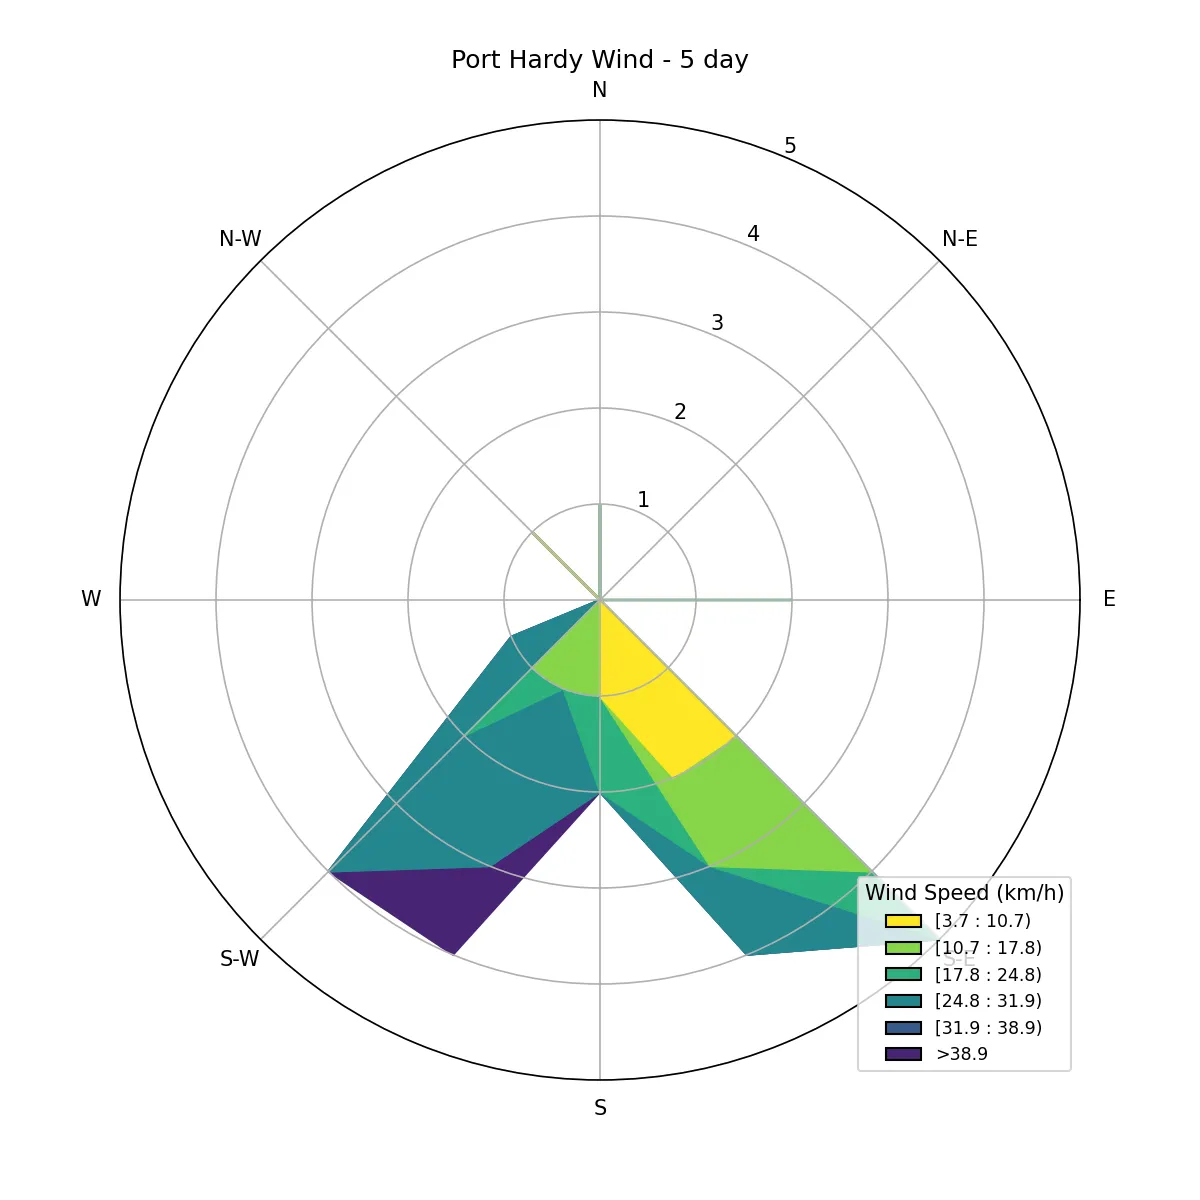 Port Hardy Wind - 5 day
N
5
N-W
N-E
4
3
2
1
W
E
S-W
S-E
S
Wind Speed (km/h)
[3.7 : 10.7)
[10.7 : 17.8)
[17.8 : 24.8)
[24.8 : 31.9)
[31.9 : 38.9)
>38.9